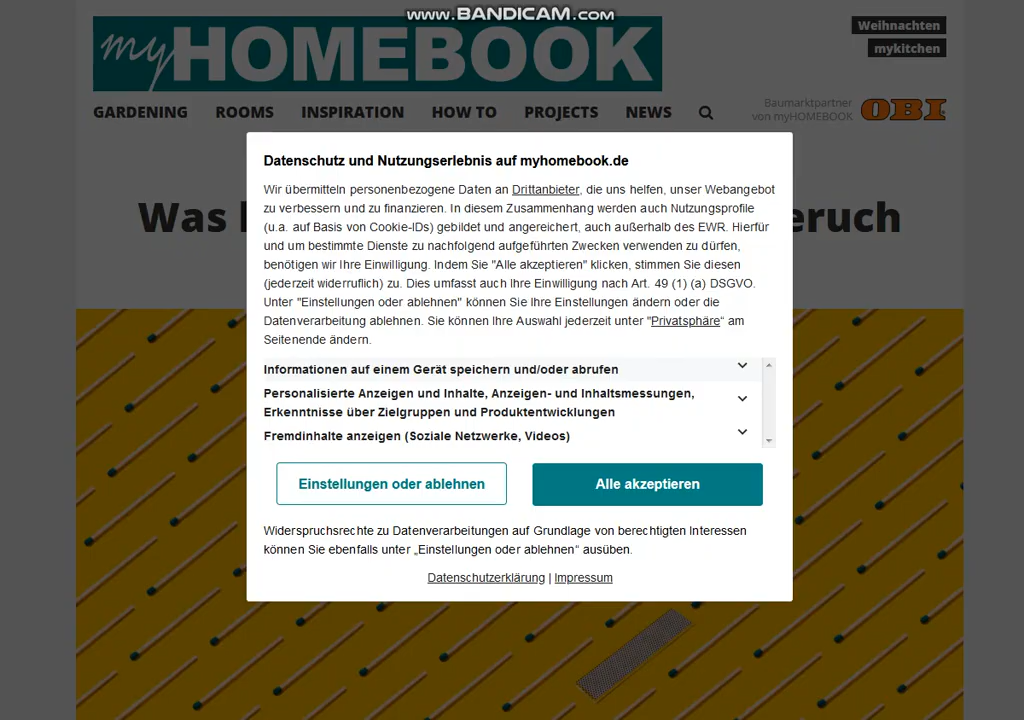 www.BANDICAM.com
myHOMEBOOK
Weihnachten
mykitchen
GARDENING ROOMS INSPIRATION HOW TO PROJECTS NEWS
Baumarktpartner
von myHOMEBOOK
OBI
Was
eruch
Datenschutz und Nutzungserlebnis auf myhomebook.de
Wir übermitteln personenbezogene Daten an Drittanbieter, die uns helfen, unser Webangebot
zu verbessern und zu finanzieren. In diesem Zusammenhang werden auch Nutzungsprofile
(u.a. auf Basis von Cookie-IDs) gebildet und angereichert, auch außerhalb des EWR. Hierfür
und um bestimmte Dienste zu nachfolgend aufgeführten Zwecken verwenden zu dürfen,
benötigen wir Ihre Einwilligung. Indem Sie "Alle akzeptieren" klicken, stimmen Sie diesen
(jederzeit widerruflich) zu. Dies umfasst auch Ihre Einwilligung nach Art. 49 (1) (a) DSGVO.
Unter "Einstellungen oder ablehnen" können Sie Ihre Einstellungen ändern oder die
Datenverarbeitung ablehnen. Sie können Ihre Auswahl jederzeit unter "Privatsphäre“ am
Seitenende ändern.
Informationen auf einem Gerät speichern und/oder abrufen
Personalisierte Anzeigen und Inhalte, Anzeigen- und Inhaltsmessungen,
Erkenntnisse über Zielgruppen und Produktentwicklungen
Fremdinhalte anzeigen (Soziale Netzwerke, Videos)
Einstellungen oder ablehnen
Alle akzeptieren
Widerspruchsrechte zu Datenverarbeitungen auf Grundlage von berechtigten Interessen
können Sie ebenfalls unter „Einstellungen oder ablehnen“ ausüben.
Datenschutzerklärung | Impressum